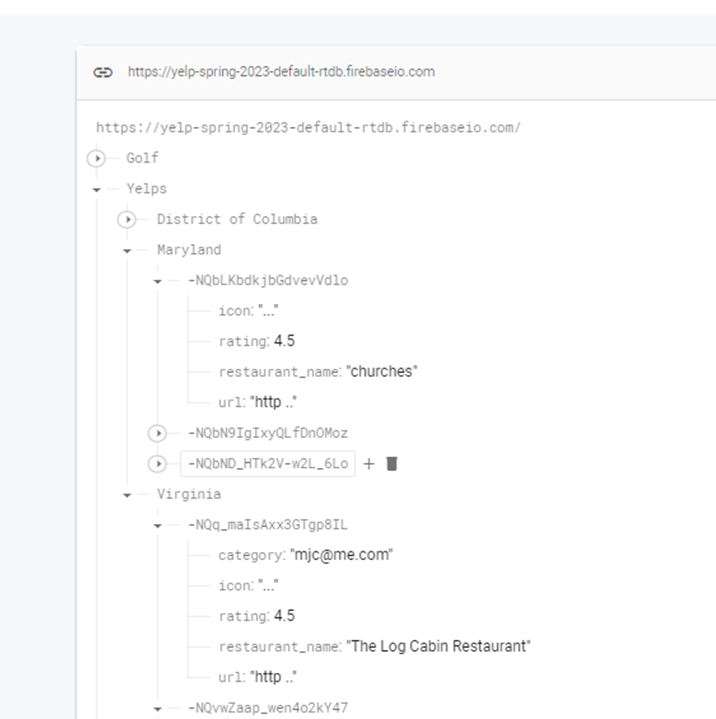 https://yelp-spring-2023-default-rtdb.firebaseio.com
https://yelp-spring-2023-default-rtdb.firebaseio.com/
Golf
Yelps
District of Columbia
Maryland
-NQbLKbdkjbGdvevVdlo
icon: "..."
rating: 4.5
restaurant_name: "churches"
url: "http .."
-NQbN9IgIxyQLfDnOMoz
-NQbND_HTk2V-w2L_6Lo
Virginia
-NQq_maIsAxx3GTgp8IL
category: "mjc@me.com"
icon: "..."
rating: 4.5
restaurant_name: "The Log Cabin Restaurant"
url: "http .."
-NQvwZaap_wen4o2kY47